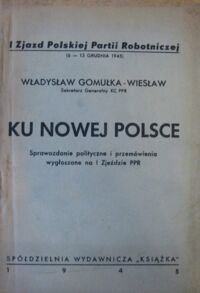 I Zjazd Polskiej Partii Robotniczej
(6 — 13 GRUDNIA 1945)
WŁADYSŁAW GOMUŁKA-WIESŁAW
Sekretarz Generalny KC PPR
KU NOWEJ POLSCE
Sprawozdanie polityczne i przemówienia
wygłoszone na I Zjeździe PPR
SPÓŁDZIELNIA WYDAWNICZA „KSIĄŻKA"
1 9 4 5